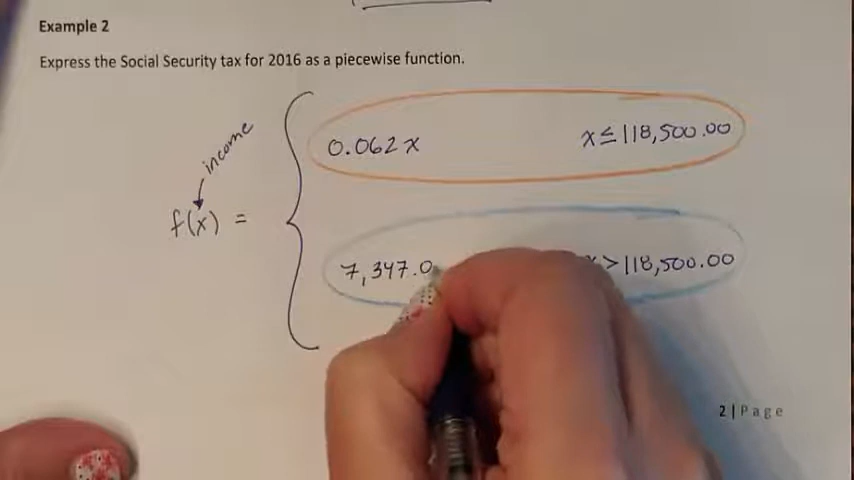 Example 2
Express the Social Security tax for 2016 as a piecewise function.
income
0.062x x≤118,500.00
f(x) =
7,347.0 x>118,500.00
2 | Page